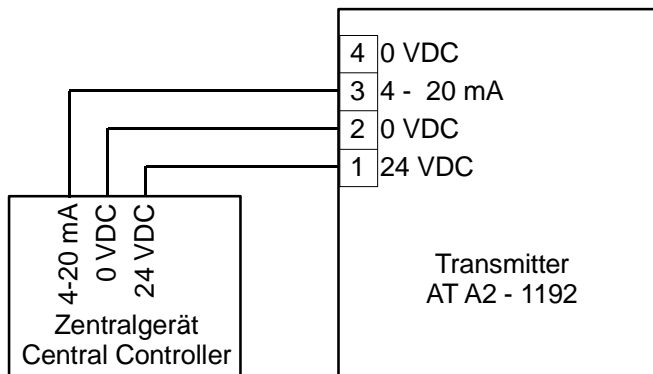 4 0 VDC
3 4 - 20 mA
2 0 VDC
1 24 VDC
4-20 mA
0 VDC
24 VDC
Transmitter
AT A2 - 1192
Zentralgerät
Central Controller